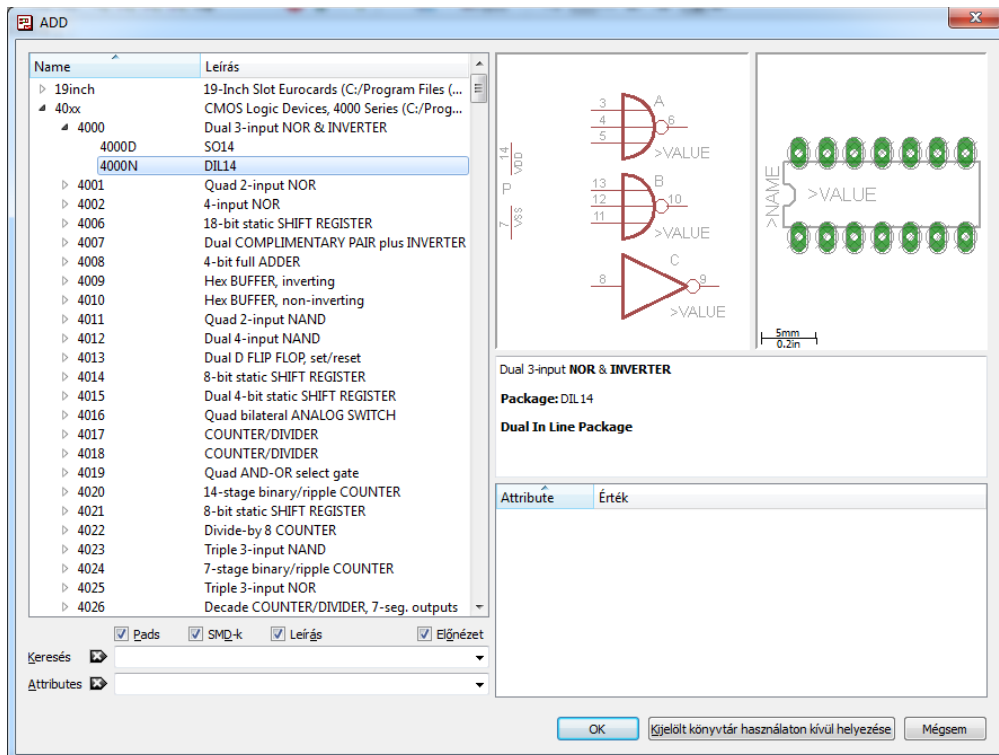 ADD
Name Leírás
19inch 19-Inch Slot Eurocards (C:/Program Files (...
40xx CMOS Logic Devices, 4000 Series (C:/Prog...
4000 Dual 3-input NOR & INVERTER
4000D SO14
4000N DIL14
4001 Quad 2-input NOR
4002 4-input NOR
4006 18-bit static SHIFT REGISTER
4007 Dual COMPLIMENTARY PAIR plus INVERTER
4008 4-bit full ADDER
4009 Hex BUFFER, inverting
4010 Hex BUFFER, non-inverting
4011 Quad 2-input NAND
4012 Dual 4-input NAND
4013 Dual D FLIP FLOP, set/reset
4014 8-bit static SHIFT REGISTER
4015 Dual 4-bit static SHIFT REGISTER
4016 Quad bilateral ANALOG SWITCH
4017 COUNTER/DIVIDER
4018 COUNTER/DIVIDER
4019 Quad AND-OR select gate
4020 14-stage binary/ripple COUNTER
4021 8-bit static SHIFT REGISTER
4022 Divide-by 8 COUNTER
4023 Triple 3-input NAND
4024 7-stage binary/ripple COUNTER
4025 Triple 3-input NOR
4026 Decade COUNTER/DIVIDER, 7-seg. outputs
Pads SMD-k Leírás Előnézet
Keresés
Attributes
14 VDD
P
7 VSS
3 A
4 6
5
>VALUE
13 B
12 10
11
>VALUE
C
8 9
>VALUE
>NAME
>VALUE
5mm
0.2in
Dual 3-input NOR & INVERTER
Package: DIL14
Dual In Line Package
Attribute Érték
OK Kijelölt könyvtár használaton kívül helyezése Mégsem